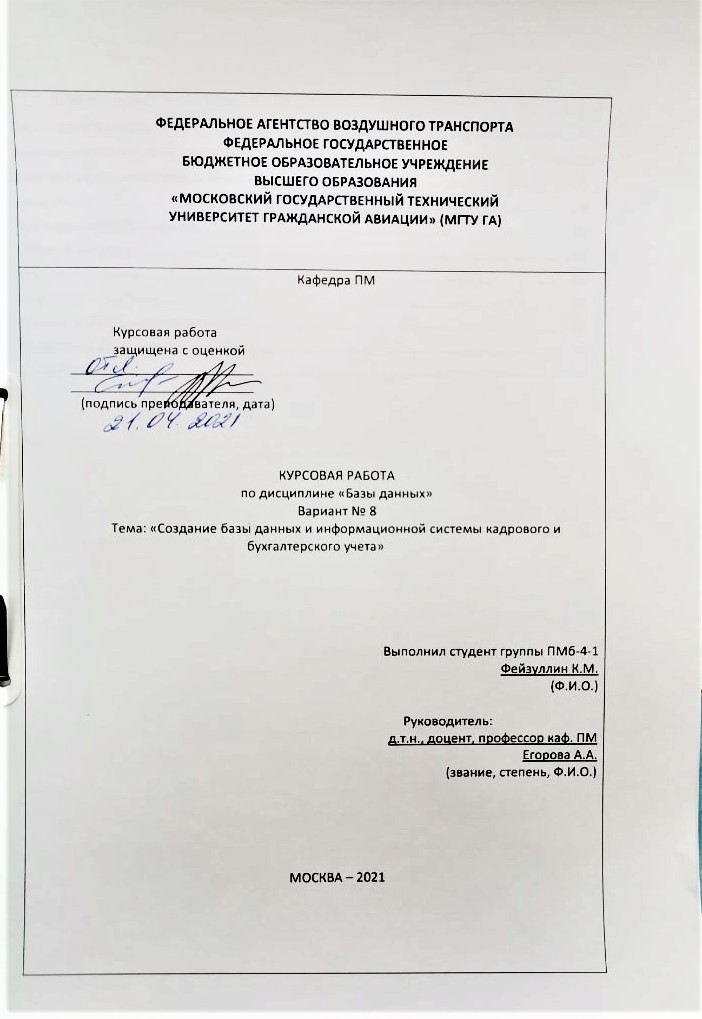 ФЕДЕРАЛЬНОЕ АГЕНТСТВО ВОЗДУШНОГО ТРАНСПОРТА
ФЕДЕРАЛЬНОЕ ГОСУДАРСТВЕННОЕ
БЮДЖЕТНОЕ ОБРАЗОВАТЕЛЬНОЕ УЧРЕЖДЕНИЕ
ВЫСШЕГО ОБРАЗОВАНИЯ
«МОСКОВСКИЙ ГОСУДАРСТВЕННЫЙ ТЕХНИЧЕСКИЙ
УНИВЕРСИТЕТ ГРАЖДАНСКОЙ АВИАЦИИ» (МГТУ ГА)
Кафедра ПМ
Курсовая работа
защищена с оценкой
отл.
(подпись преподавателя, дата)
21.04.2021
КУРСОВАЯ РАБОТА
по дисциплине «Базы данных»
Вариант № 8
Тема: «Создание базы данных и информационной системы кадрового и
бухгалтерского учета»
Выполнил студент группы ПМб-4-1
Фейзуллин К.М.
(Ф.И.О.)
Руководитель:
д.т.н., доцент, профессор каф. ПМ
Егорова А.А.
(звание, степень, Ф.И.О.)
МОСКВА – 2021